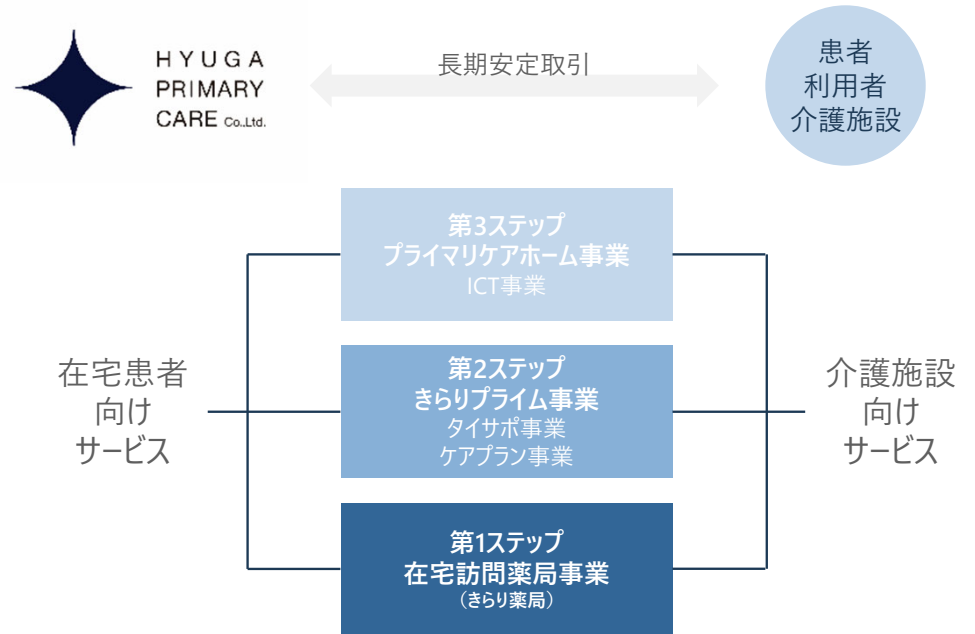 HYUGA
PRIMARY
CARE Co.,Ltd.
長期安定取引
患者
利用者
介護施設
第3ステップ
プライマリケアホーム事業
ICT事業
在宅患者
向け
サービス
第2ステップ
きらりプライム事業
タイサポ事業
ケアプラン事業
介護施設
向け
サービス
第1ステップ
在宅訪問薬局事業
（きらり薬局）